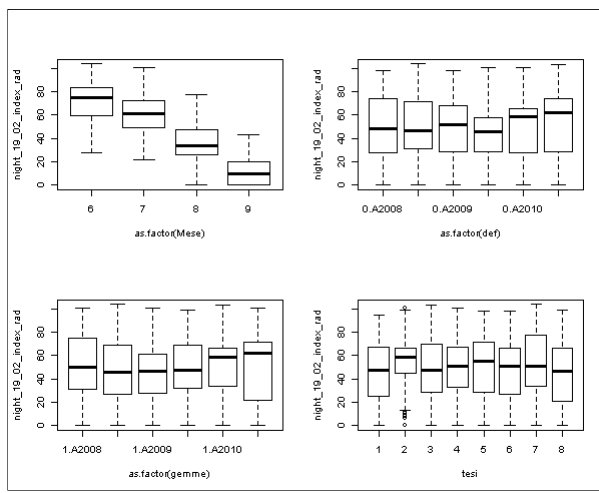 night_19_02_index_rad
0 20 40 60 80
6 7 8 9
as.factor(Mese)
night_19_02_index_rad
0 20 40 60 80
0.A2008 0.A2009 0.A2010
as.factor(def)
night_19_02_index_rad
0 20 40 60 80
1.A2008 1.A2009 1.A2010
as.factor(gemme)
night_19_02_index_rad
0 20 40 60 80
1 2 3 4 5 6 7 8
tesi